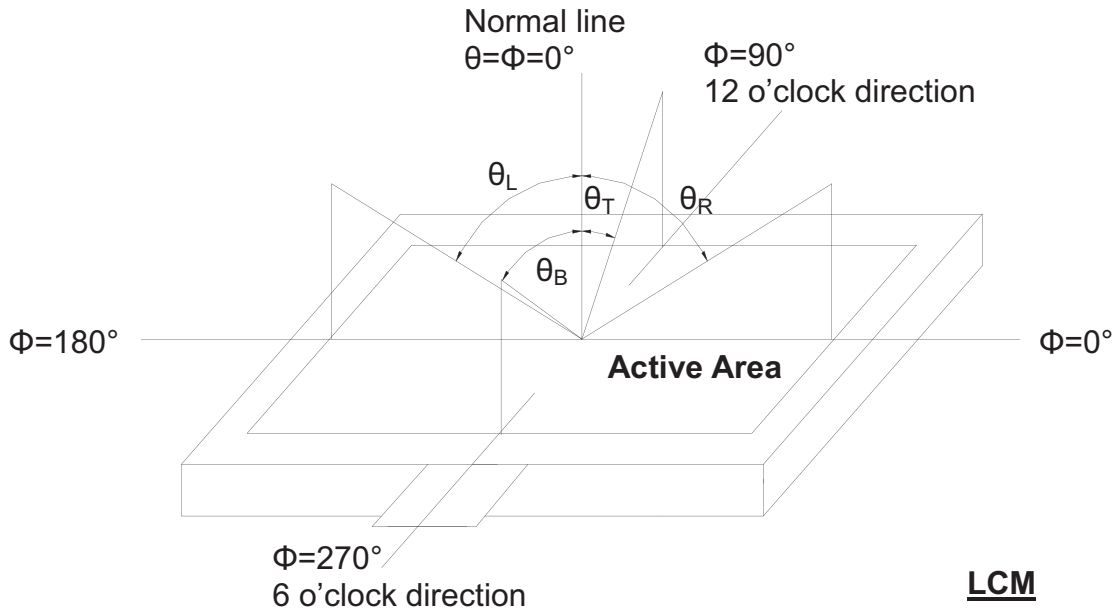 Normal line
θ=Φ=0°
Φ=90°
12 o’clock direction
θL
θT
θR
θB
Φ=180°
Φ=0°
Active Area
Φ=270°
6 o’clock direction
LCM